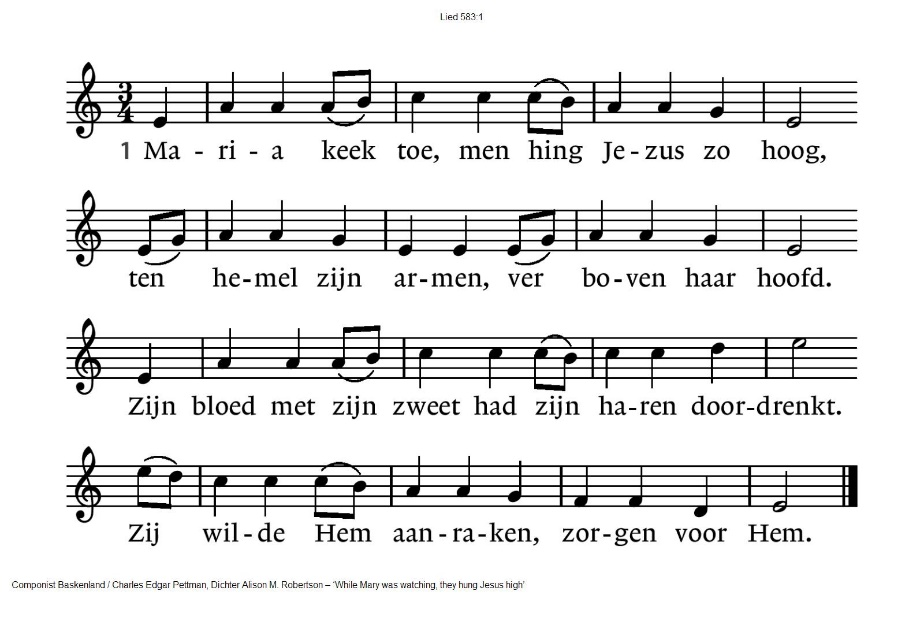 Lied 583:1
3
4
1 Ma - ri - a keek toe, men hing Je - zus zo hoog,
ten he - mel zijn ar - men, ver bo - ven haar hoofd.
Zijn bloed met zijn zweet had zijn ha - ren door - drenkt.
Zij wil - de Hem aan - ra - ken, zor - gen voor Hem.
Componist Baskenland / Charles Edgar Pettman, Dichter Alison M. Robertson – ‘While Mary was watching, they hung Jesus high’